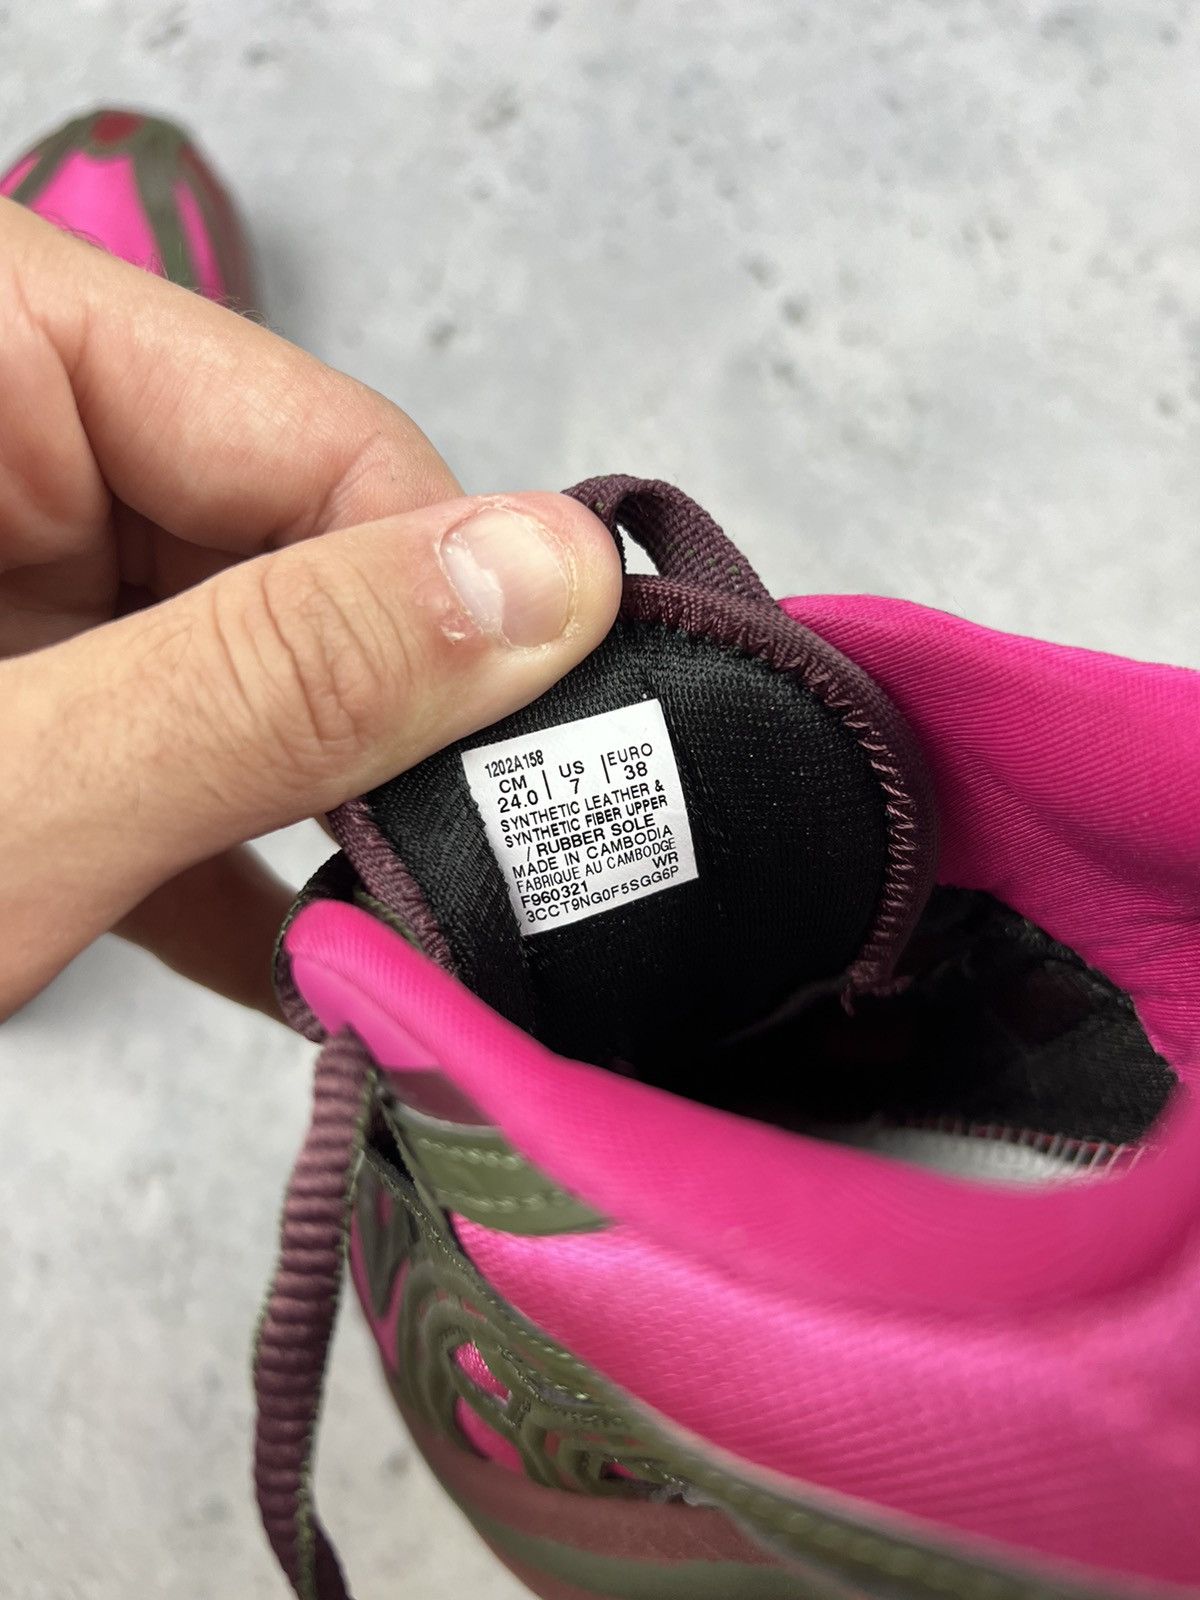 1202A158
CM | US | EURO
24.0 | 7 | 38
SYNTHETIC LEATHER &
SYNTHETIC FIBER UPPER
/ RUBBER SOLE
MADE IN CAMBODIA
FABRIQUE AU CAMBODGE
F960321 WR
3CCT9NG0F5SGG6P